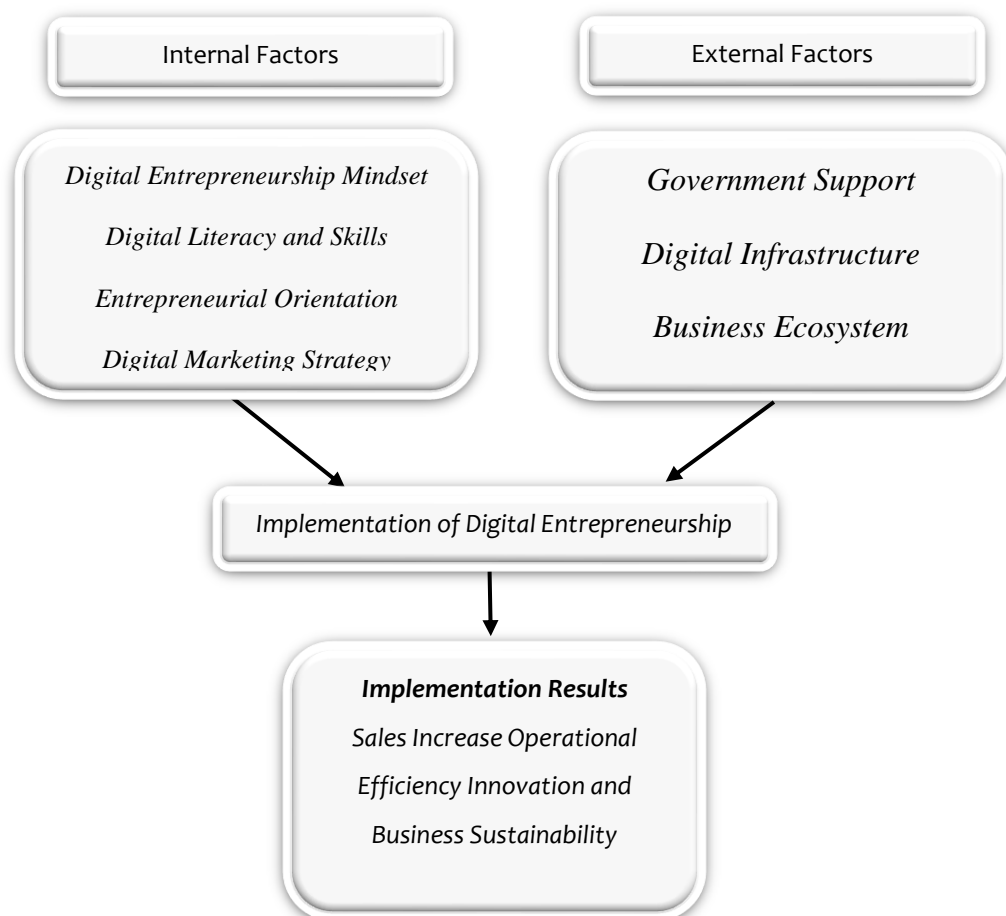 Internal Factors
External Factors
Digital Entrepreneurship Mindset
Digital Literacy and Skills
Entrepreneurial Orientation
Digital Marketing Strategy
Government Support
Digital Infrastructure
Business Ecosystem
Implementation of Digital Entrepreneurship
Implementation Results
Sales Increase Operational
Efficiency Innovation and
Business Sustainability